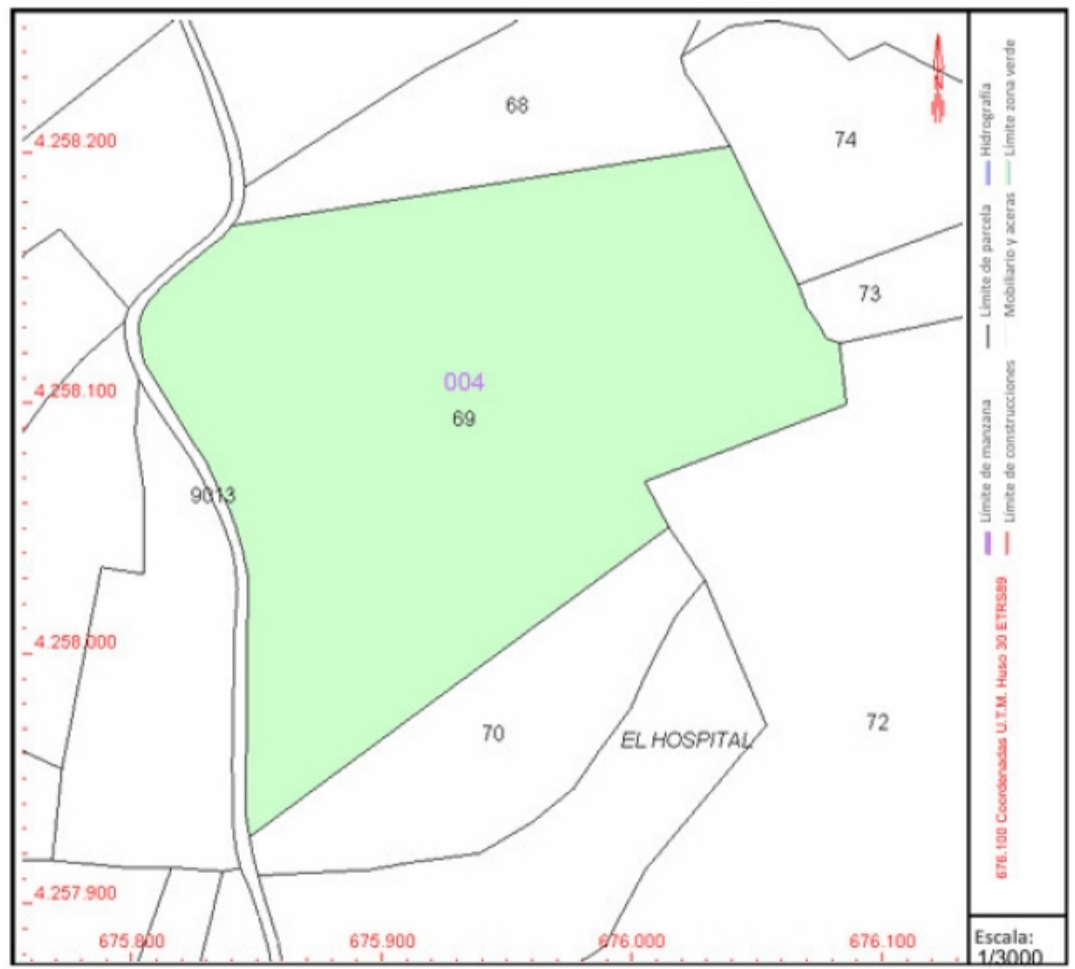 68
74
4.258.200
73
004
4.258.100
69
9013
4.258.000
70
72
EL HOSPITAL
4.257.900
675.800
675.900
676.000
676.100
Hidrografía
Límite zona verde
Límite de parcela
Mobiliario y aceras
Límite de manzana
Límite de construcciones
676.100 Coordenadas U.T.M. Huso 30 ETRS89
Escala:
1/3000